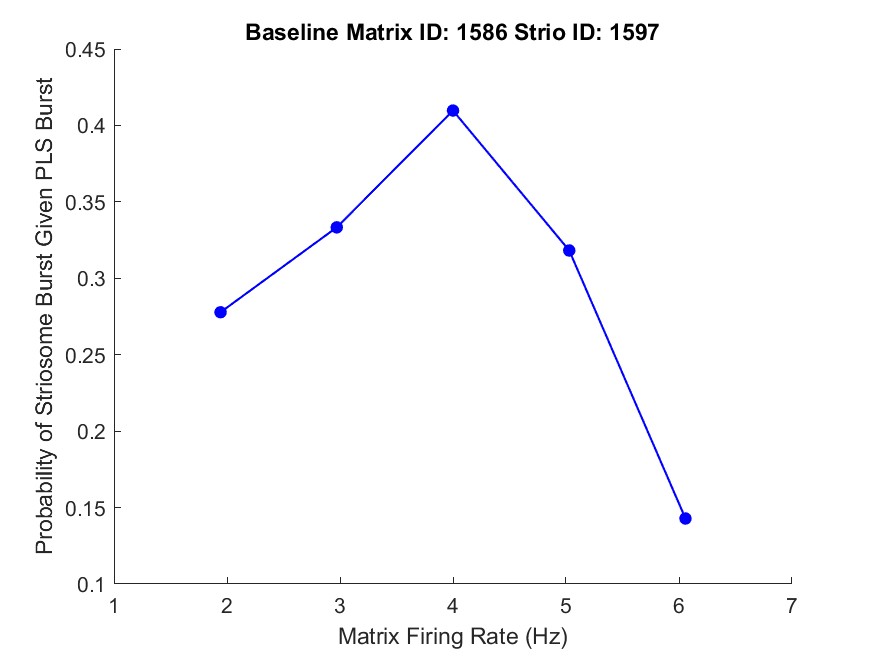 Baseline Matrix ID: 1586 Strio ID: 1597
Probability of Striosome Burst Given PLS Burst
0.45
0.4
0.35
0.3
0.25
0.2
0.15
0.1
1 2 3 4 5 6 7
Matrix Firing Rate (Hz)